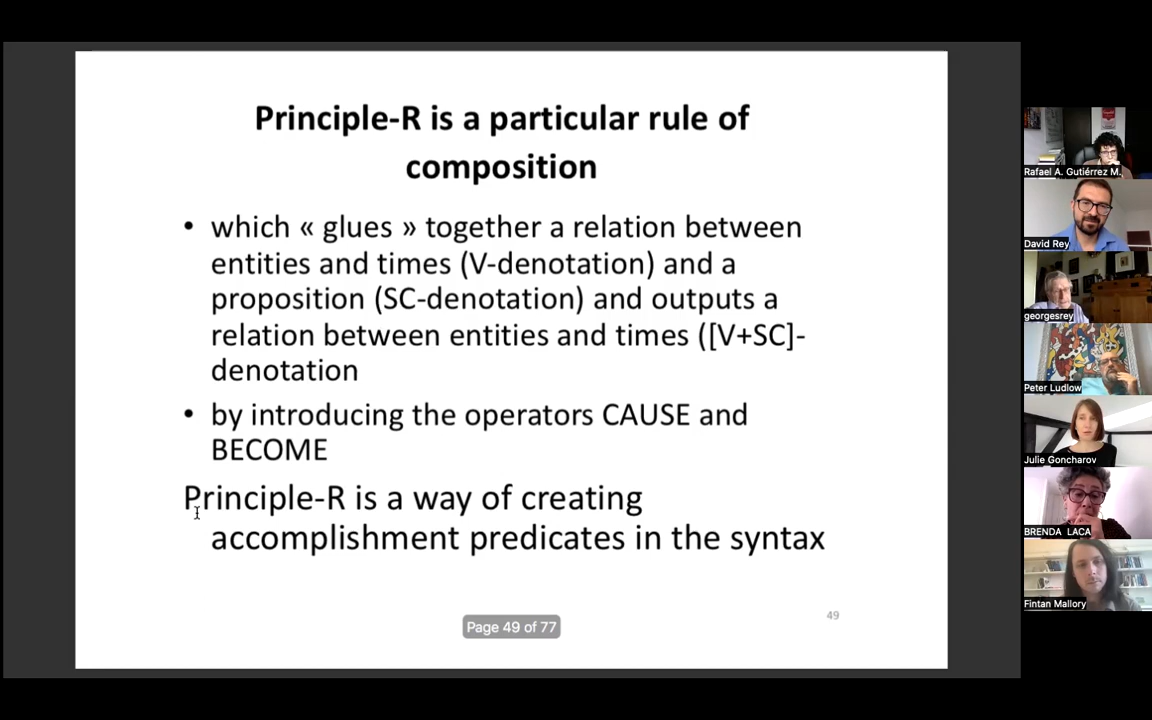 Principle-R is a particular rule of
composition
• which « glues » together a relation between
entities and times (V-denotation) and a
proposition (SC-denotation) and outputs a
relation between entities and times ([V+SC]-
denotation
• by introducing the operators CAUSE and
BECOME
Principle-R is a way of creating
accomplishment predicates in the syntax
49
Page 49 of 77
Rafael A. Gutiérrez M.
David Rey
georgesrey
Peter Ludlow
Julie Goncharov
BRENDA LACA
Fintan Mallory